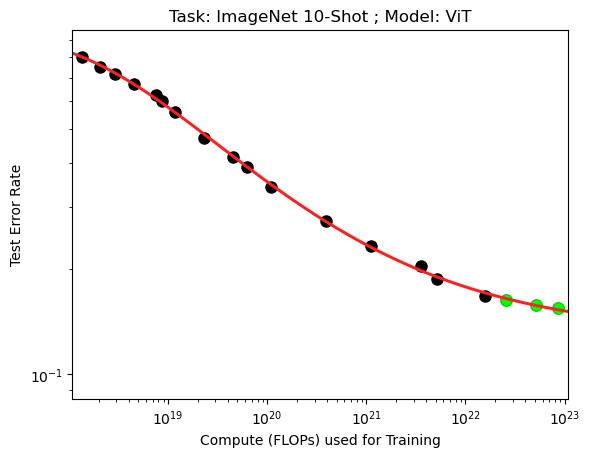 Task: ImageNet 10-Shot ; Model: ViT
Test Error Rate
10⁻¹
10¹⁹ 10²⁰ 10²¹ 10²² 10²³
Compute (FLOPs) used for Training